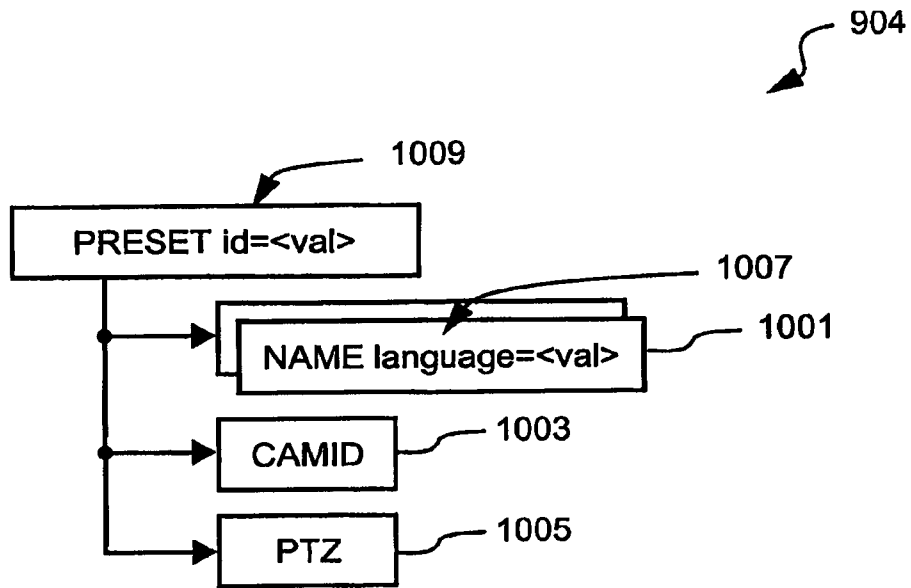 904
1009
PRESET id=<val>
1007
NAME language=<val>
1001
CAMID
1003
PTZ
1005